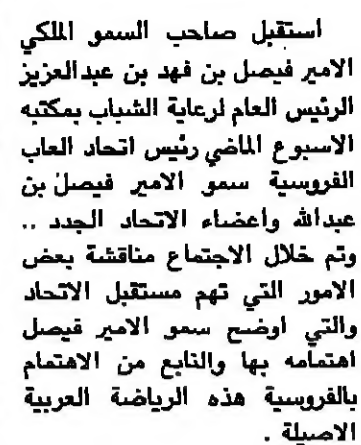 استقبل صاحب السمو الملكي
الامير فيصل بن فهد بن عبدالعزيز
الرئيس العام لرعاية الشباب بمكتبه
الاسبوع الماضي رئيس اتحاد العاب
الفروسية سمو الامير فيصل بن
عبدالله واعضاء الاتحاد الجدد ..
وتم خلال الاجتماع مناقشة بعض
الامور التي تهم مستقبل الاتحاد
والتي اوضح سمو الامير فيصل
اهتمامه بها والنابع من الاهتمام
بالفروسية هذه الرياضة العربية
الاصيلة .